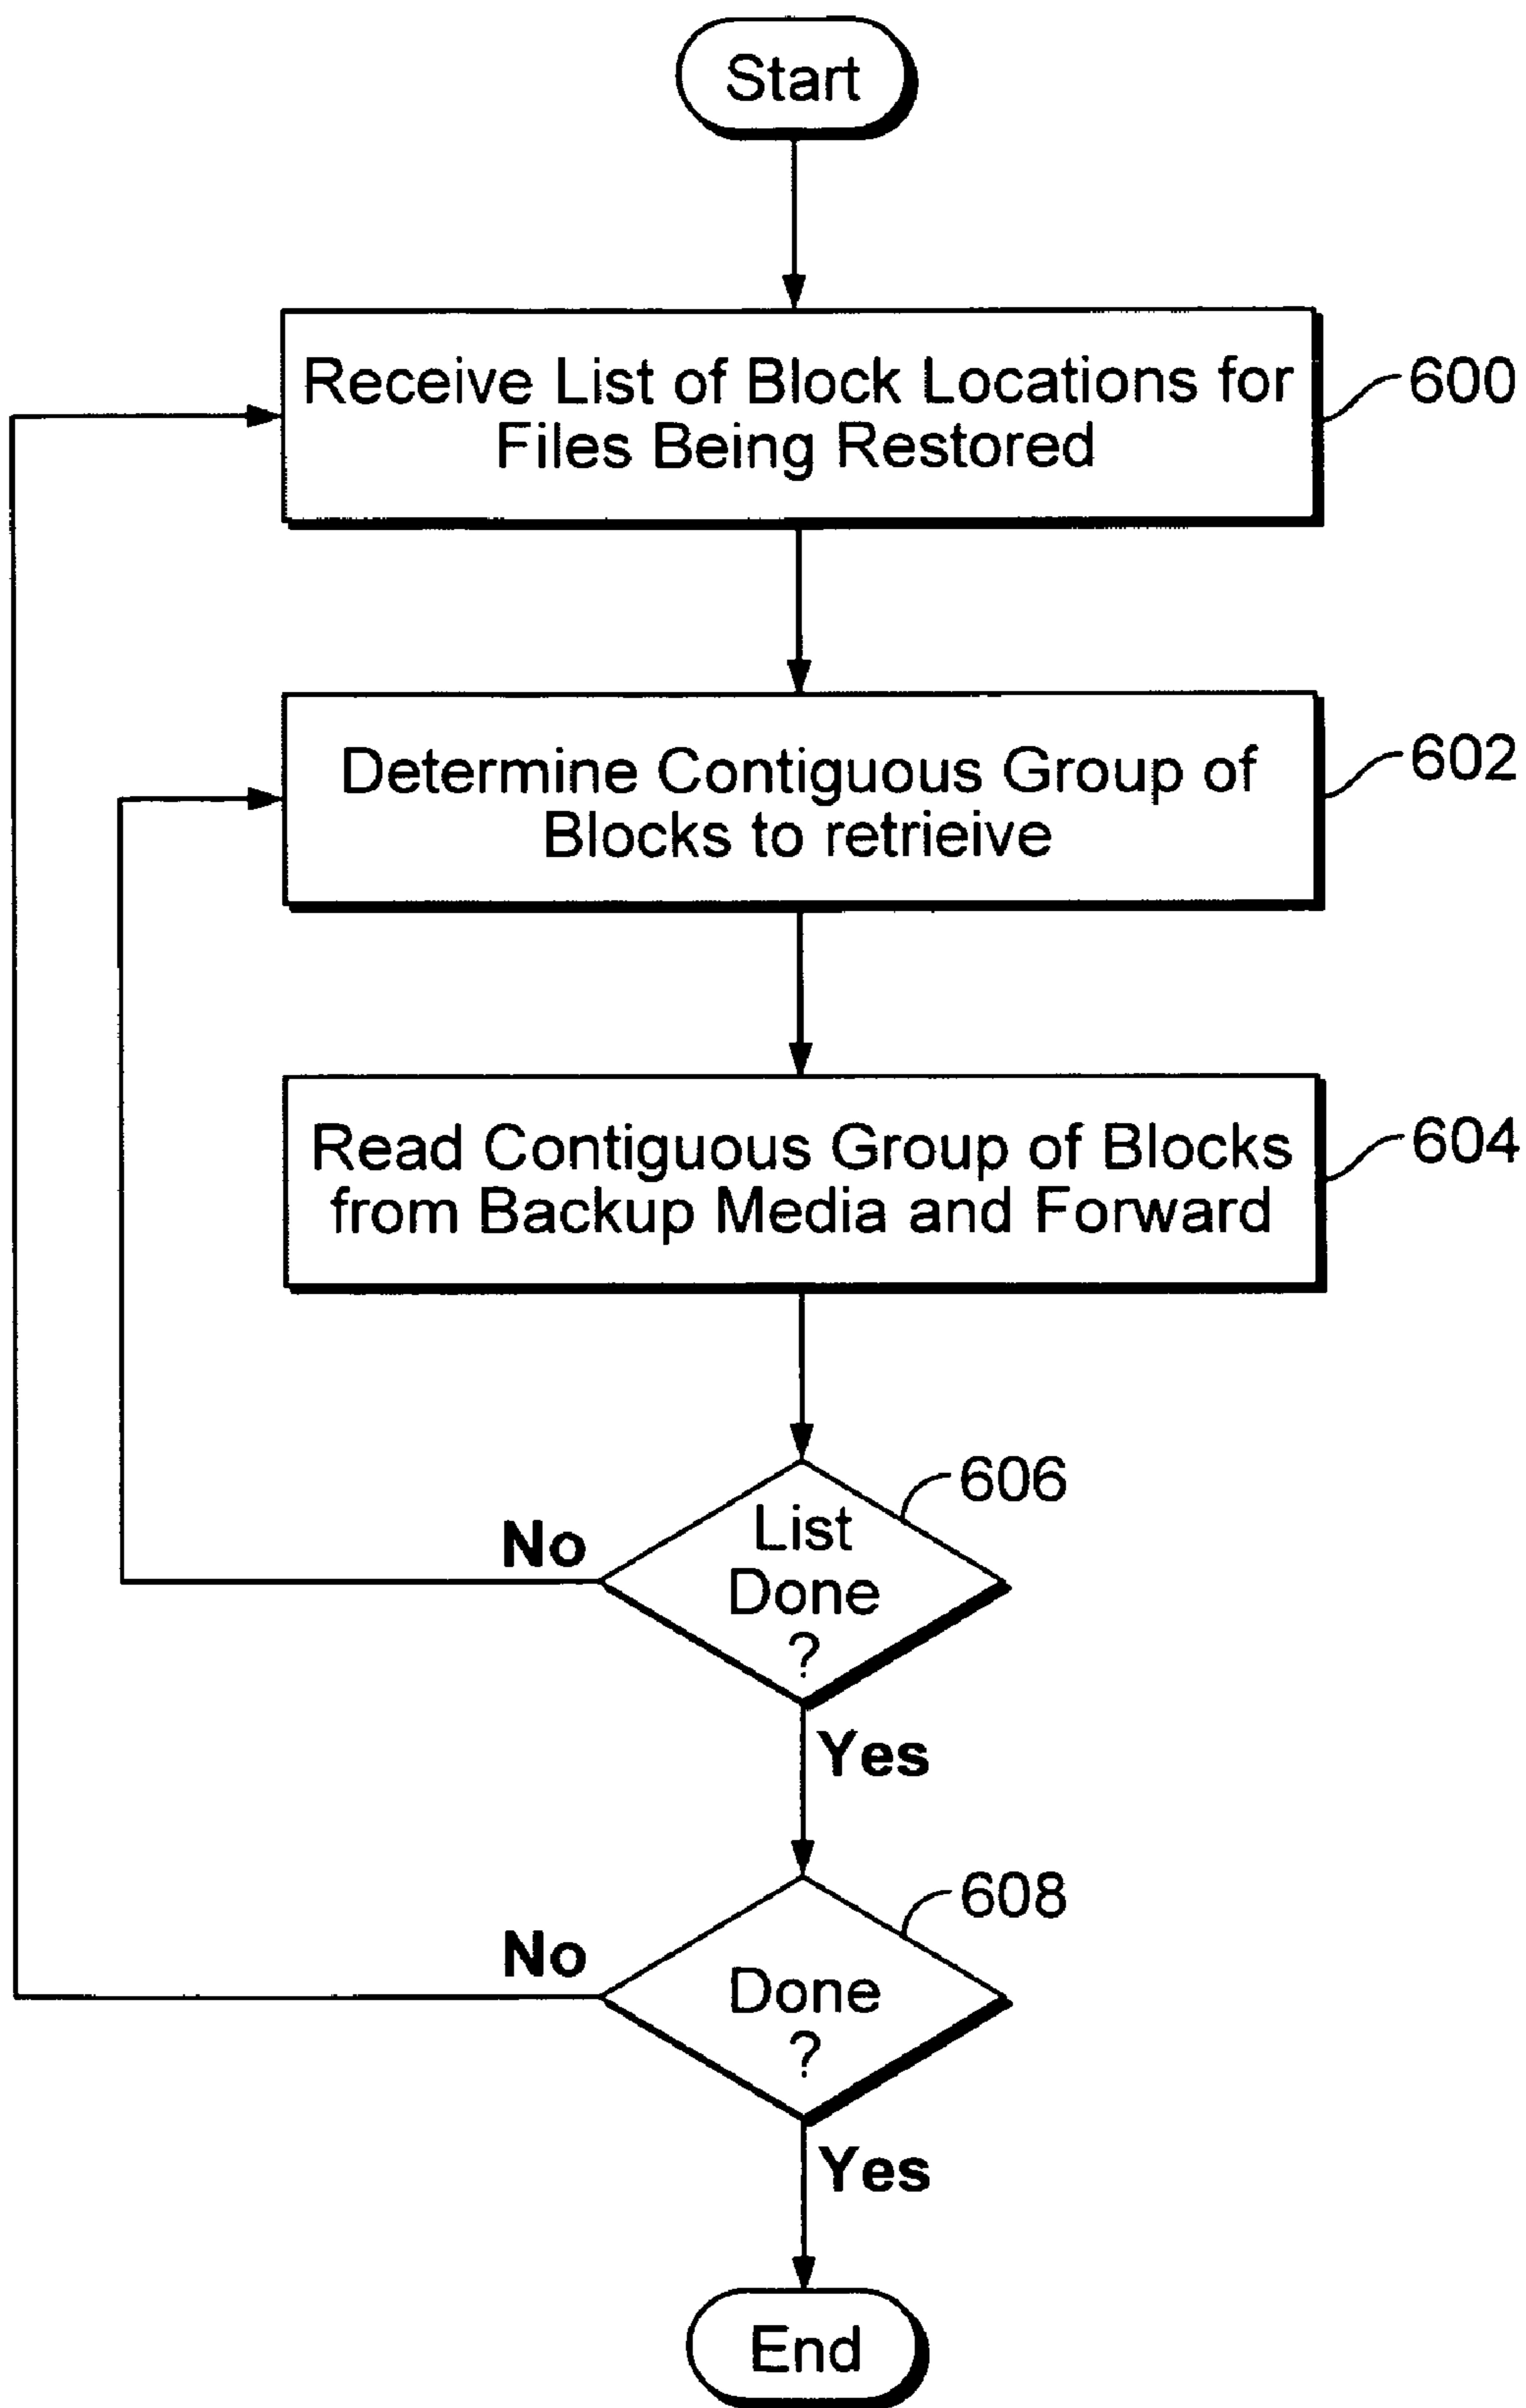 Start
Receive List of Block Locations for
Files Being Restored
600
Determine Contiguous Group of
Blocks to retrieive
602
Read Contiguous Group of Blocks
from Backup Media and Forward
604
606
List
Done
?
No
Yes
608
Done
?
No
Yes
End